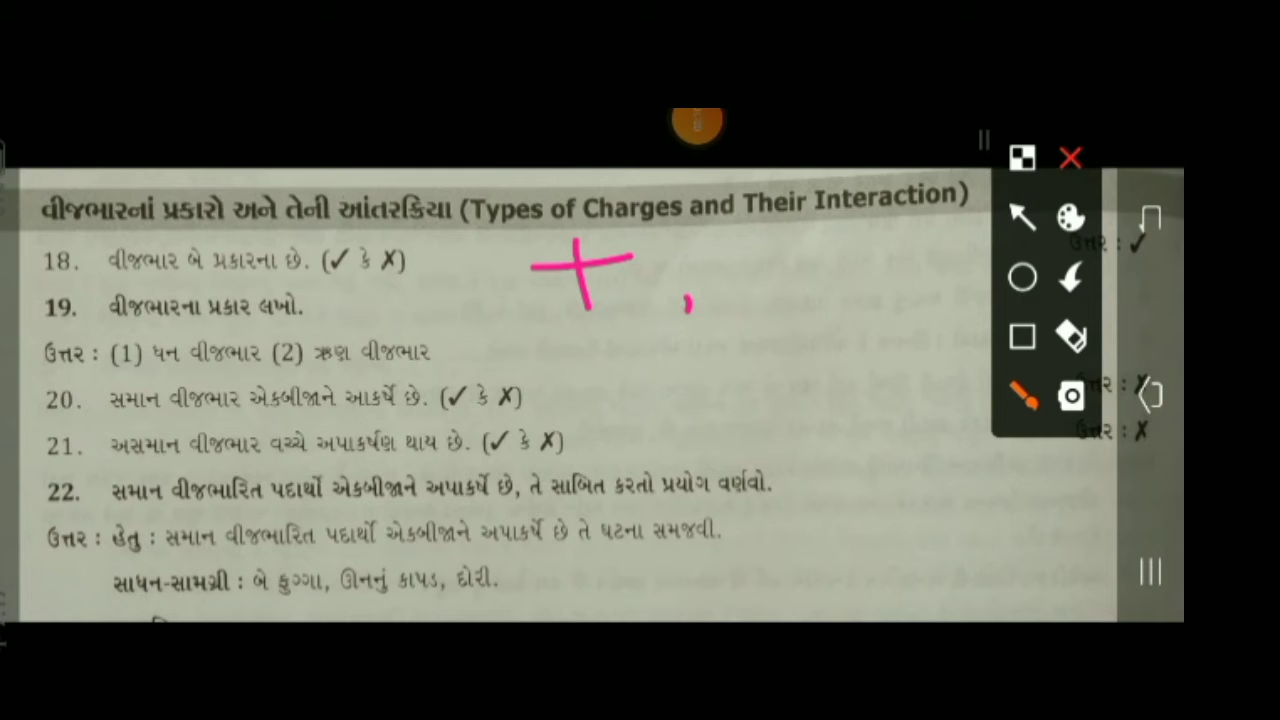 વીજભારનાં પ્રકારો અને તેની આંતરક્રિયા (Types of Charges and Their Interaction)
18. વીજભાર બે પ્રકારના છે. (✓ કે ✗) ઉત્તર : ✓
19. વીજભારના પ્રકાર લખો.
ઉત્તર : (1) ધન વીજભાર (2) ઋણ વીજભાર
20. સમાન વીજભાર એકબીજાને આકર્ષે છે. (✓ કે ✗) ઉત્તર : ✗
21. અસમાન વીજભાર વચ્ચે અપાકર્ષણ થાય છે. (✓ કે ✗) ઉત્તર : ✗
22. સમાન વીજભારિત પદાર્થો એકબીજાને અપાકર્ષે છે, તે સાબિત કરતો પ્રયોગ વર્ણવો.
ઉત્તર : હેતુ : સમાન વીજભારિત પદાર્થો એકબીજાને અપાકર્ષે છે તે ઘટના સમજવી.
સાધન-સામગ્રી : બે ફુગ્ગા, ઊનનું કાપડ, દોરી.